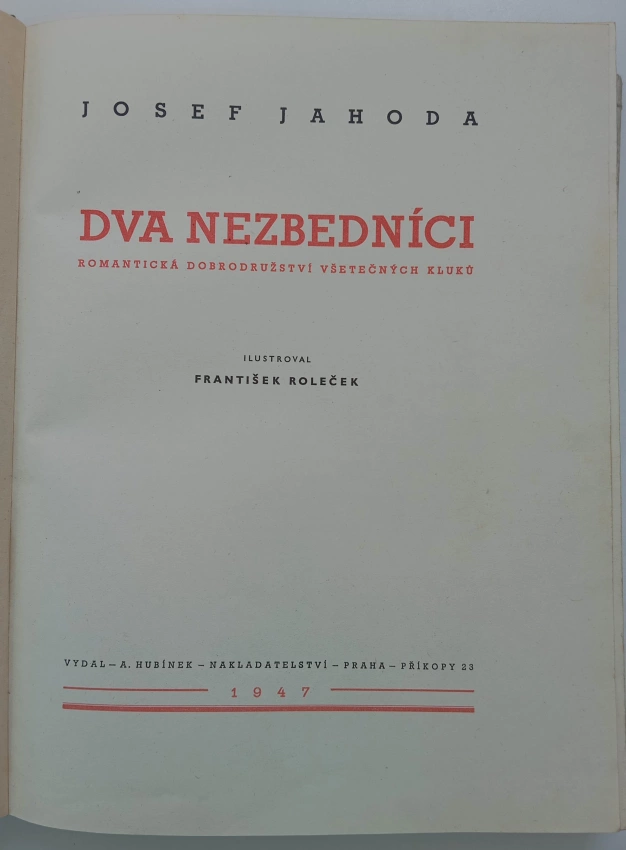 JOSEF JAHODA
DVA NEZBEDNÍCI
ROMANTICKÁ DOBRODRUŽSTVÍ VŠETEČNÝCH KLUKŮ
ILUSTROVAL
FRANTIŠEK ROLEČEK
VYDAL – A. HUBÍNEK – NAKLADATELSTVÍ – PRAHA – PŘÍKOPY 23
1947